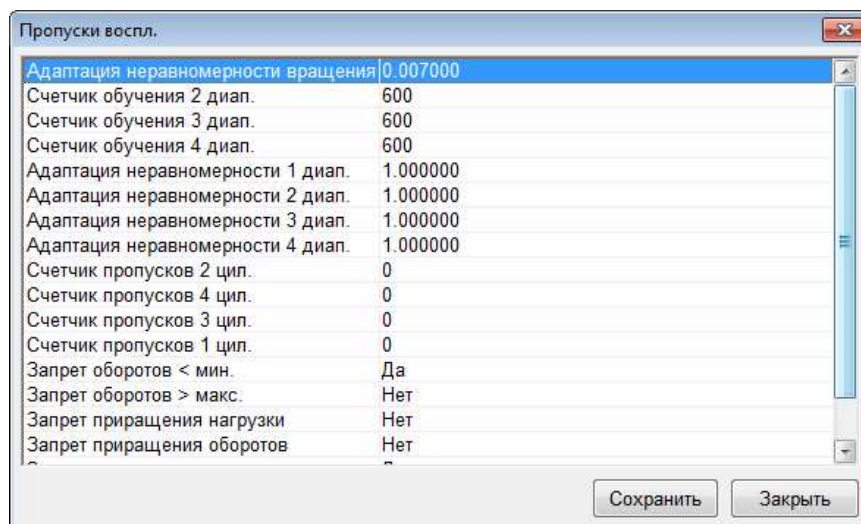 Пропуски воспл.
Адаптация неравномерности вращения 0.007000
Счетчик обучения 2 диап. 600
Счетчик обучения 3 диап. 600
Счетчик обучения 4 диап. 600
Адаптация неравномерности 1 диап. 1.000000
Адаптация неравномерности 2 диап. 1.000000
Адаптация неравномерности 3 диап. 1.000000
Адаптация неравномерности 4 диап. 1.000000
Счетчик пропусков 2 цил. 0
Счетчик пропусков 4 цил. 0
Счетчик пропусков 3 цил. 0
Счетчик пропусков 1 цил. 0
Запрет оборотов < мин. Да
Запрет оборотов > макс. Нет
Запрет приращения нагрузки Нет
Запрет приращения оборотов Нет
Сохранить Закрыть